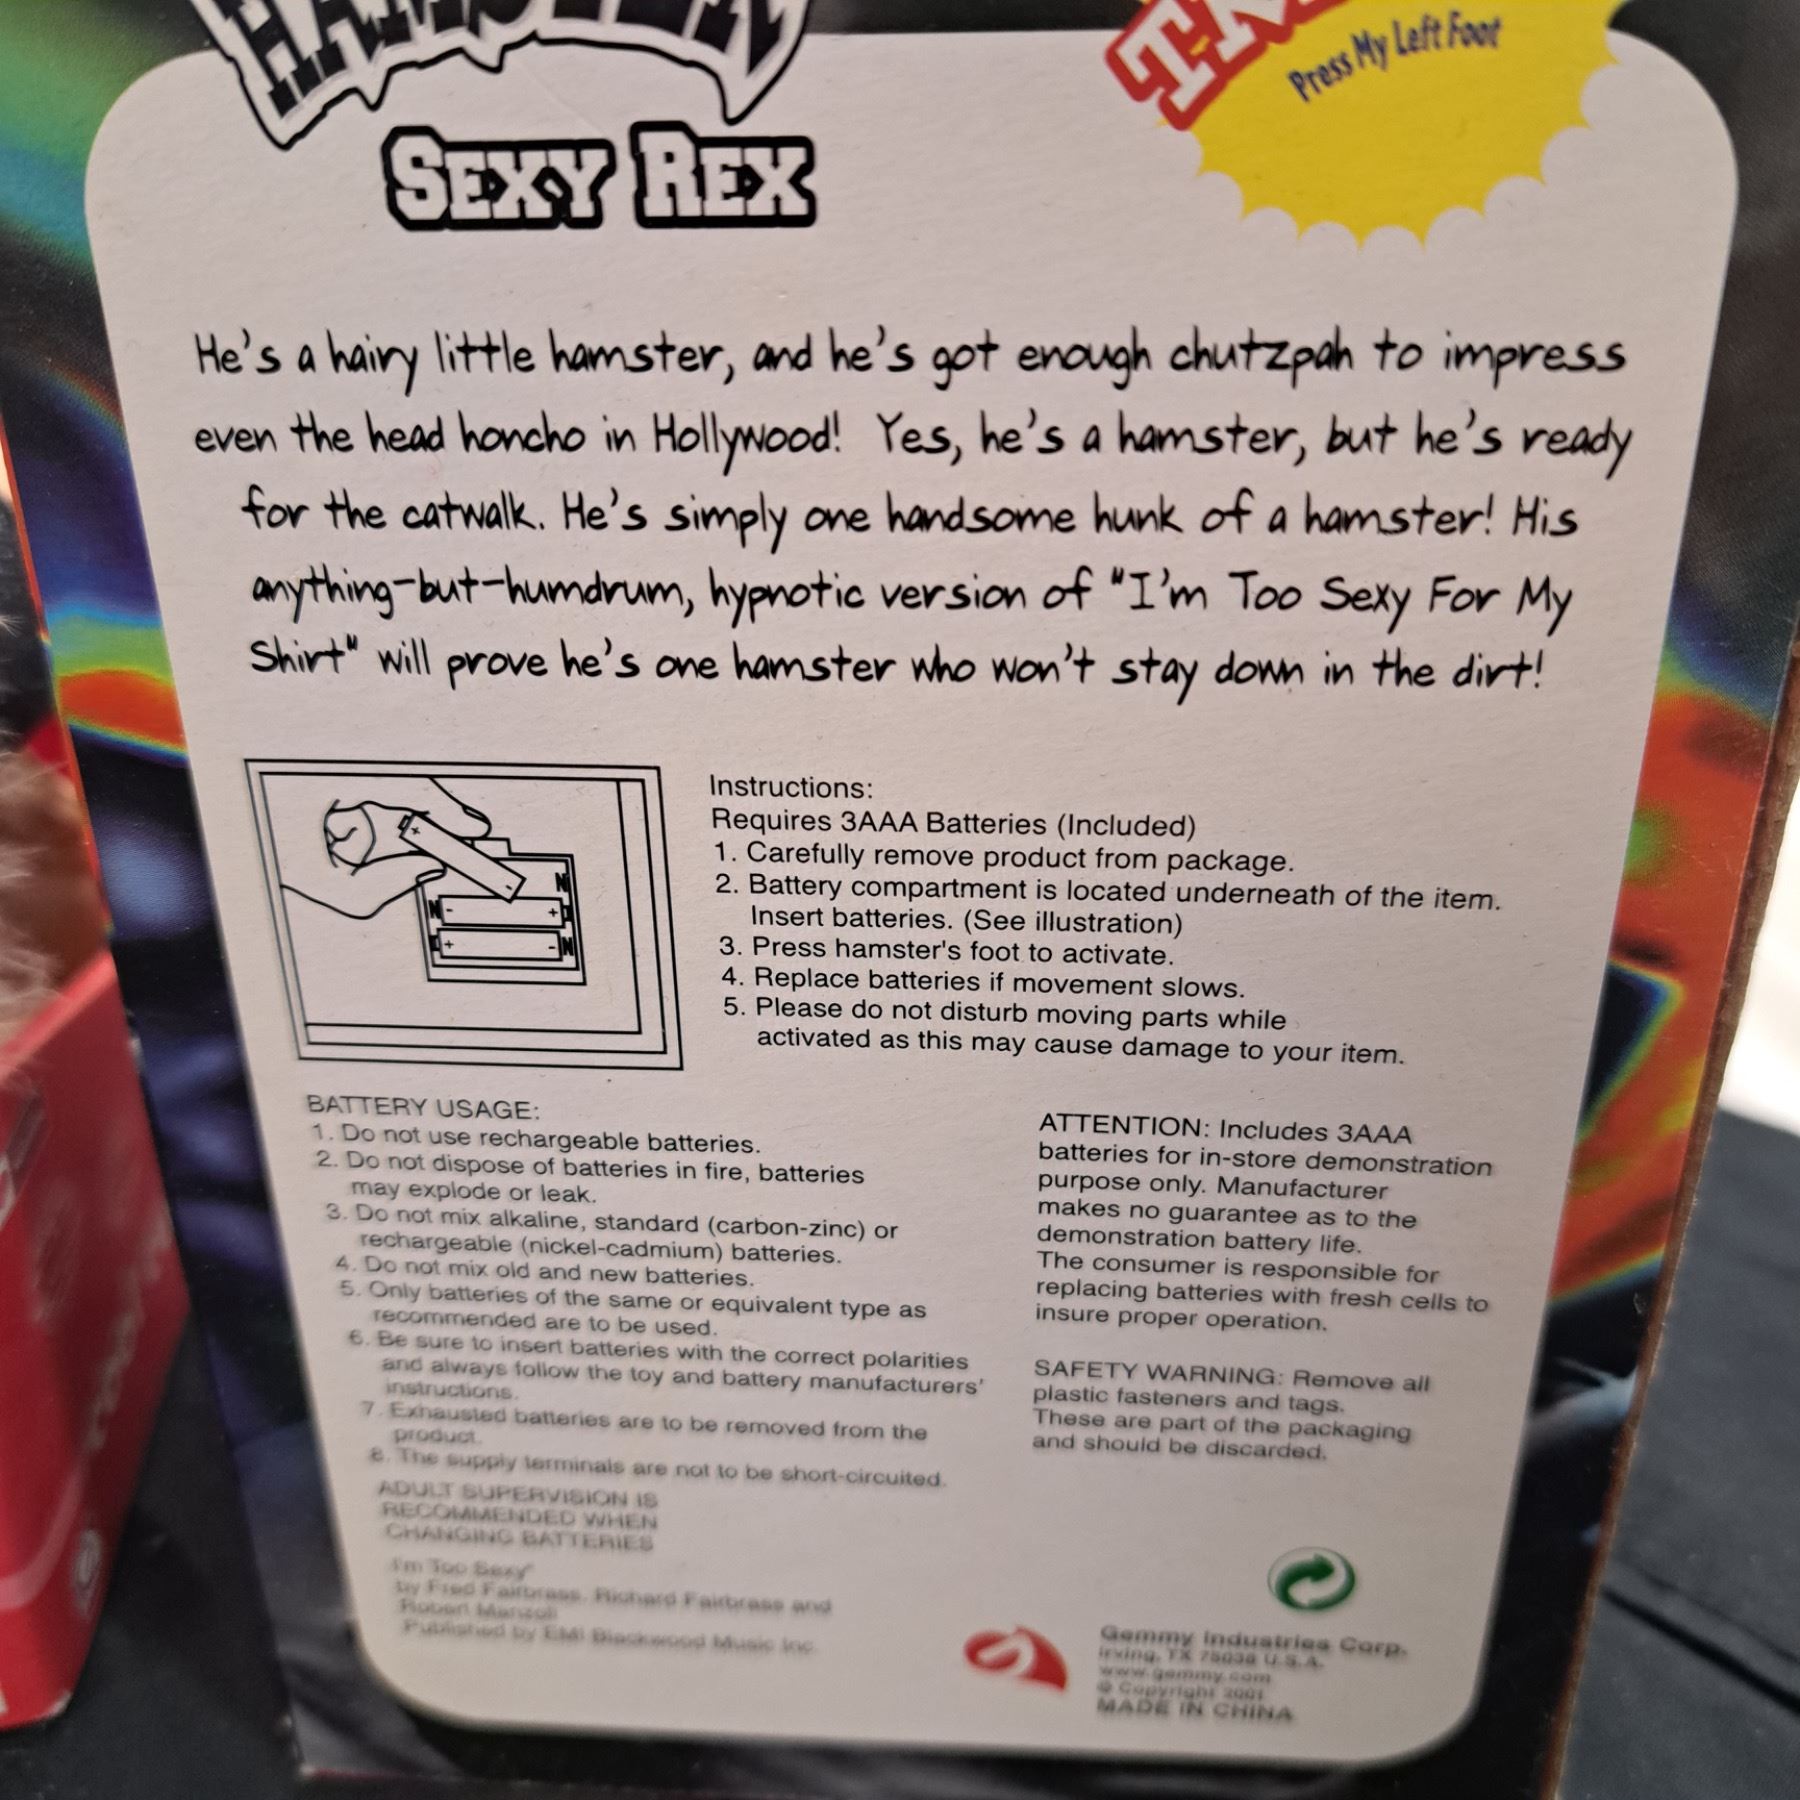 HAMSTER
SEXY REX
Press My Left Foot
He's a hairy little hamster, and he's got enough chutzpah to impress
even the head honcho in Hollywood! Yes, he's a hamster, but he's ready
for the catwalk. He's simply one handsome hunk of a hamster! His
anything-but-humdrum, hypnotic version of "I'm Too Sexy For My
Shirt" will prove he's one hamster who won't stay down in the dirt!
Instructions:
Requires 3AAA Batteries (Included)
1. Carefully remove product from package.
2. Battery compartment is located underneath of the item.
Insert batteries. (See illustration)
3. Press hamster's foot to activate.
4. Replace batteries if movement slows.
5. Please do not disturb moving parts while
activated as this may cause damage to your item.
BATTERY USAGE:
1. Do not use rechargeable batteries.
2. Do not dispose of batteries in fire, batteries
may explode or leak.
3. Do not mix alkaline, standard (carbon-zinc) or
rechargeable (nickel-cadmium) batteries.
4. Do not mix old and new batteries.
5. Only batteries of the same or equivalent type as
recommended are to be used.
6. Be sure to insert batteries with the correct polarities
and always follow the toy and battery manufacturers'
instructions.
7. Exhausted batteries are to be removed from the
product.
8. The supply terminals are not to be short-circuited.
ADULT SUPERVISION IS
RECOMMENDED WHEN
CHANGING BATTERIES
I'm Too Sexy"
by Fred Fairbrass, Richard Fairbrass and
Robert Manzoli
Published by EMI Blackwood Music Inc.
ATTENTION: Includes 3AAA
batteries for in-store demonstration
purpose only. Manufacturer
makes no guarantee as to the
demonstration battery life.
The consumer is responsible for
replacing batteries with fresh cells to
insure proper operation.
SAFETY WARNING: Remove all
plastic fasteners and tags.
These are part of the packaging
and should be discarded.
Gemmy Industries Corp.
Irving, TX 75038 U.S.A.
www.gemmy.com
© Copyright 2001
MADE IN CHINA